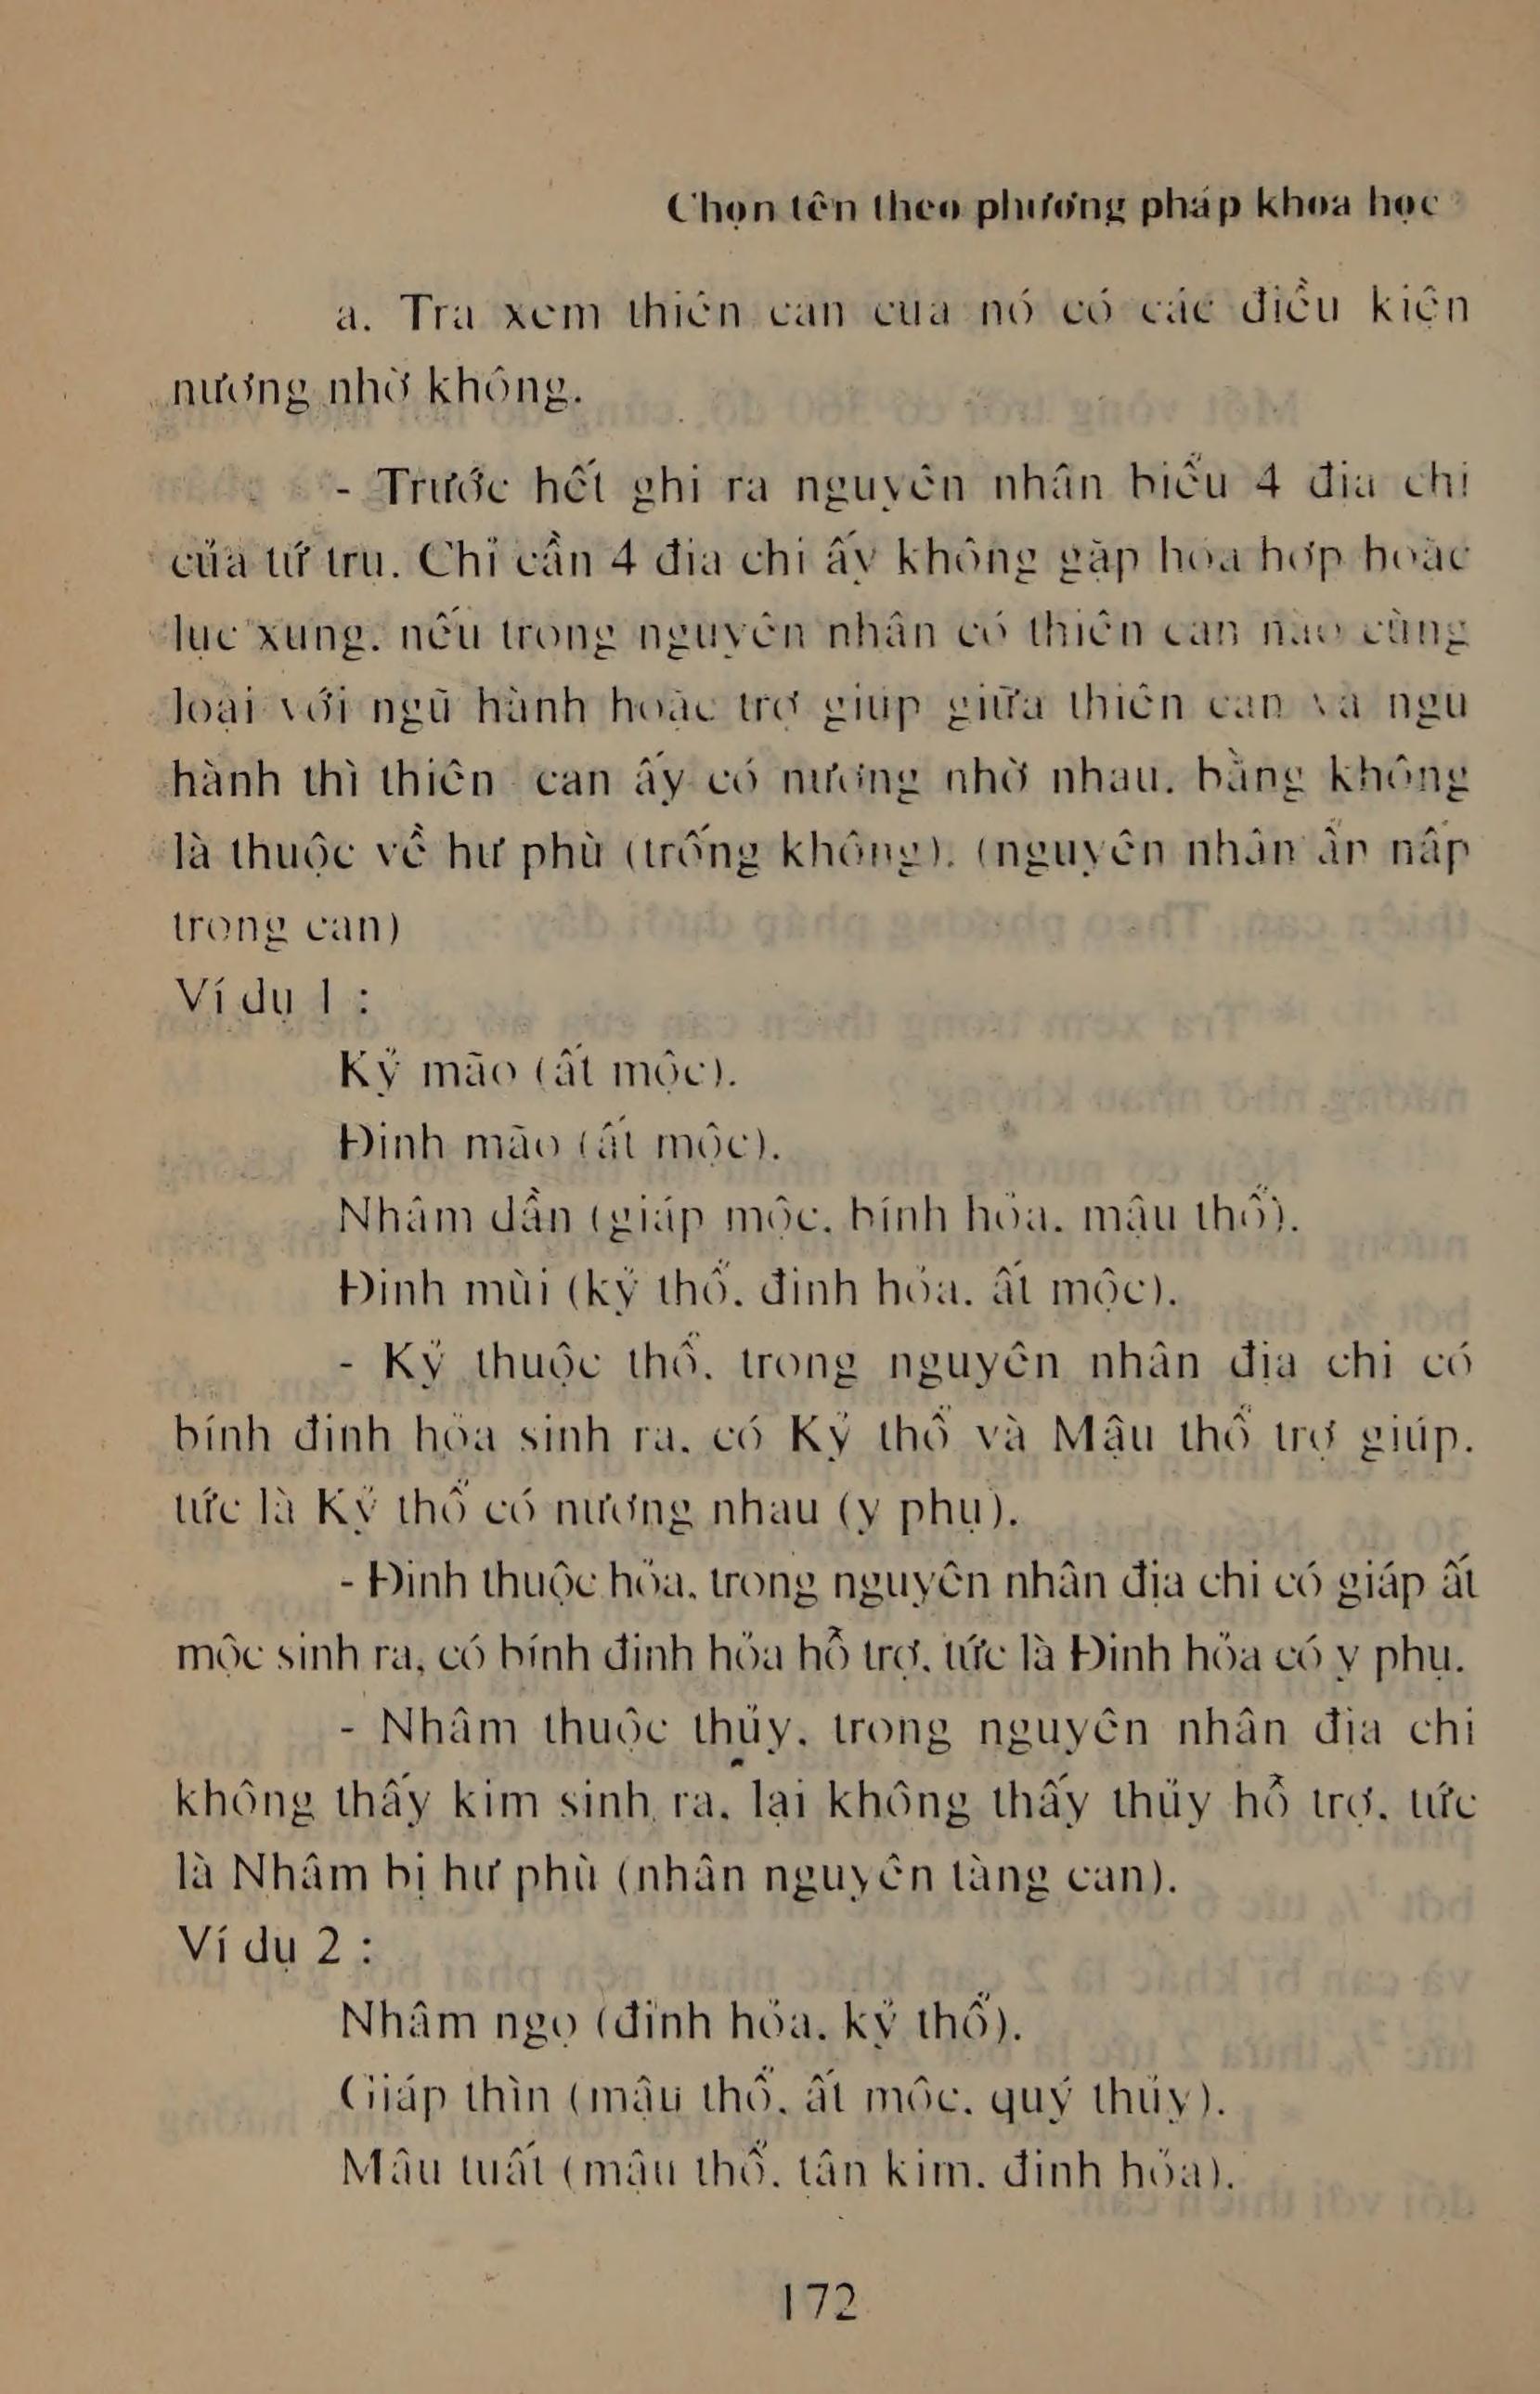 Chọn tên theo phương pháp khoa học
a. Tra xem thiên can của nó có các điều kiện
nương nhờ không.
- Trước hết ghi ra nguyên nhân biểu 4 địa chi
của tứ trụ. Chỉ cần 4 địa chi ấy không gặp hóa hợp hoặc
lục xung, nếu trong nguyên nhân có thiên can nào cùng
loại với ngũ hành hoặc trợ giúp giữa thiên can và ngũ
hành thì thiên can ấy có nương nhờ nhau, bằng không
là thuộc về hư phù (trống không). (nguyên nhân ẩn nấp
trong can)
Ví dụ 1 :
Kỷ mão (ất mộc).
Đinh mão (ất mộc).
Nhâm dần (giáp mộc, bính hỏa, mậu thổ).
Đinh mùi (kỷ thổ, đinh hỏa, ất mộc).
- Kỷ thuộc thổ, trong nguyên nhân địa chi có
bính đinh hỏa sinh ra, có Kỷ thổ và Mậu thổ trợ giúp,
tức là Kỷ thổ có nương nhau (y phụ).
- Đinh thuộc hỏa, trong nguyên nhân địa chi có giáp ất
mộc sinh ra, có bính đinh hỏa hỗ trợ, tức là Đinh hỏa có y phụ.
- Nhâm thuộc thủy, trong nguyên nhân địa chi
không thấy kim sinh ra, lại không thấy thủy hỗ trợ, tức
là Nhâm bị hư phù (nhân nguyên tàng can).
Ví dụ 2 :
Nhâm ngọ (đinh hỏa, kỷ thổ).
Giáp thìn (mậu thổ, ất mộc, quý thủy).
Mậu tuất (mậu thổ, tân kim, đinh hỏa).
172